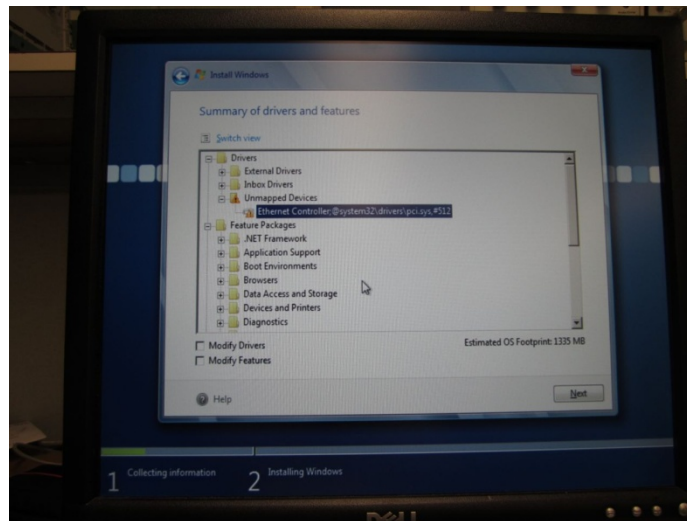 Install Windows
Summary of drivers and features
Switch view
Drivers
External Drivers
Inbox Drivers
Unmapped Devices
Ethernet Controller;@system32\drivers\pci.sys,#512
Feature Packages
.NET Framework
Application Support
Boot Environments
Browsers
Data Access and Storage
Devices and Printers
Diagnostics
Modify Drivers
Estimated OS Footprint: 1335 MB
Modify Features
Help
Next
1 Collecting information
2 Installing Windows
DELL